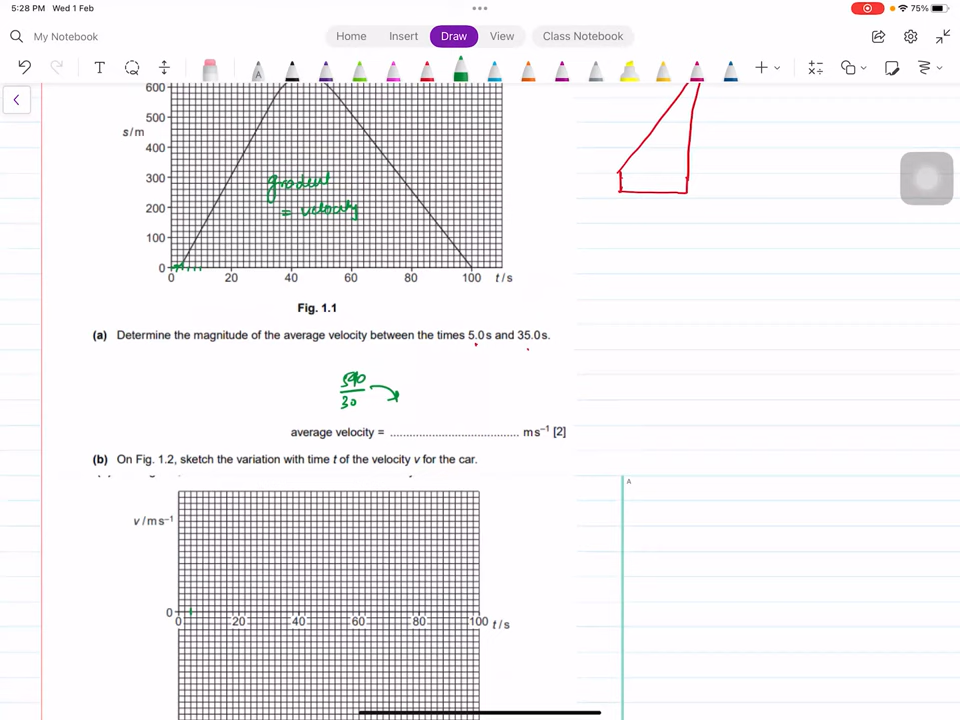 5:28 PM Wed 1 Feb
75%
My Notebook
Home Insert Draw View Class Notebook
A
600
500
s/m
400
300
200
100
0
0 20 40 60 80 100 t/s
gradient
= velocity
Fig. 1.1
(a) Determine the magnitude of the average velocity between the times 5.0s and 35.0s.
590
30
average velocity = ....................................... ms⁻¹ [2]
(b) On Fig. 1.2, sketch the variation with time t of the velocity v for the car.
A
v/ms⁻¹
0
0 20 40 60 80 100 t/s